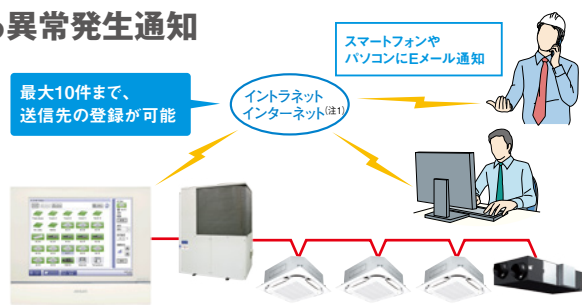 異常発生通知
スマートフォンや
パソコンにEメール通知
最大10件まで、
送信先の登録が可能
イントラネット
インターネット(注1)